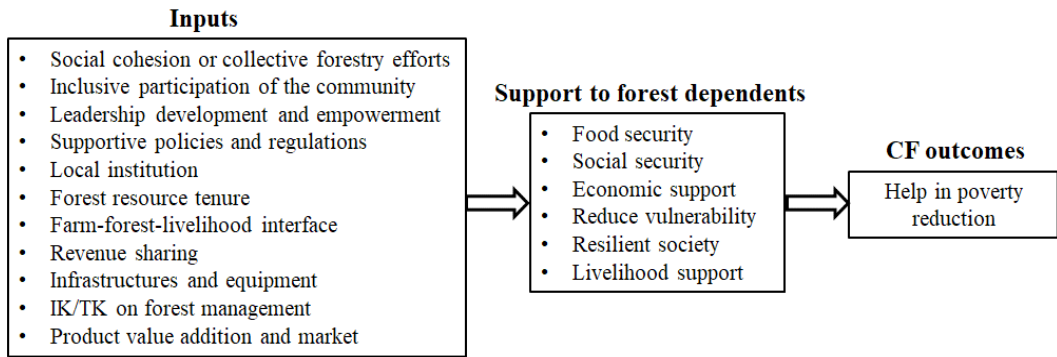 Inputs
• Social cohesion or collective forestry efforts
• Inclusive participation of the community
• Leadership development and empowerment
• Supportive policies and regulations
• Local institution
• Forest resource tenure
• Farm-forest-livelihood interface
• Revenue sharing
• Infrastructures and equipment
• IK/TK on forest management
• Product value addition and market
Support to forest dependents
• Food security
• Social security
• Economic support
• Reduce vulnerability
• Resilient society
• Livelihood support
CF outcomes
Help in poverty
reduction